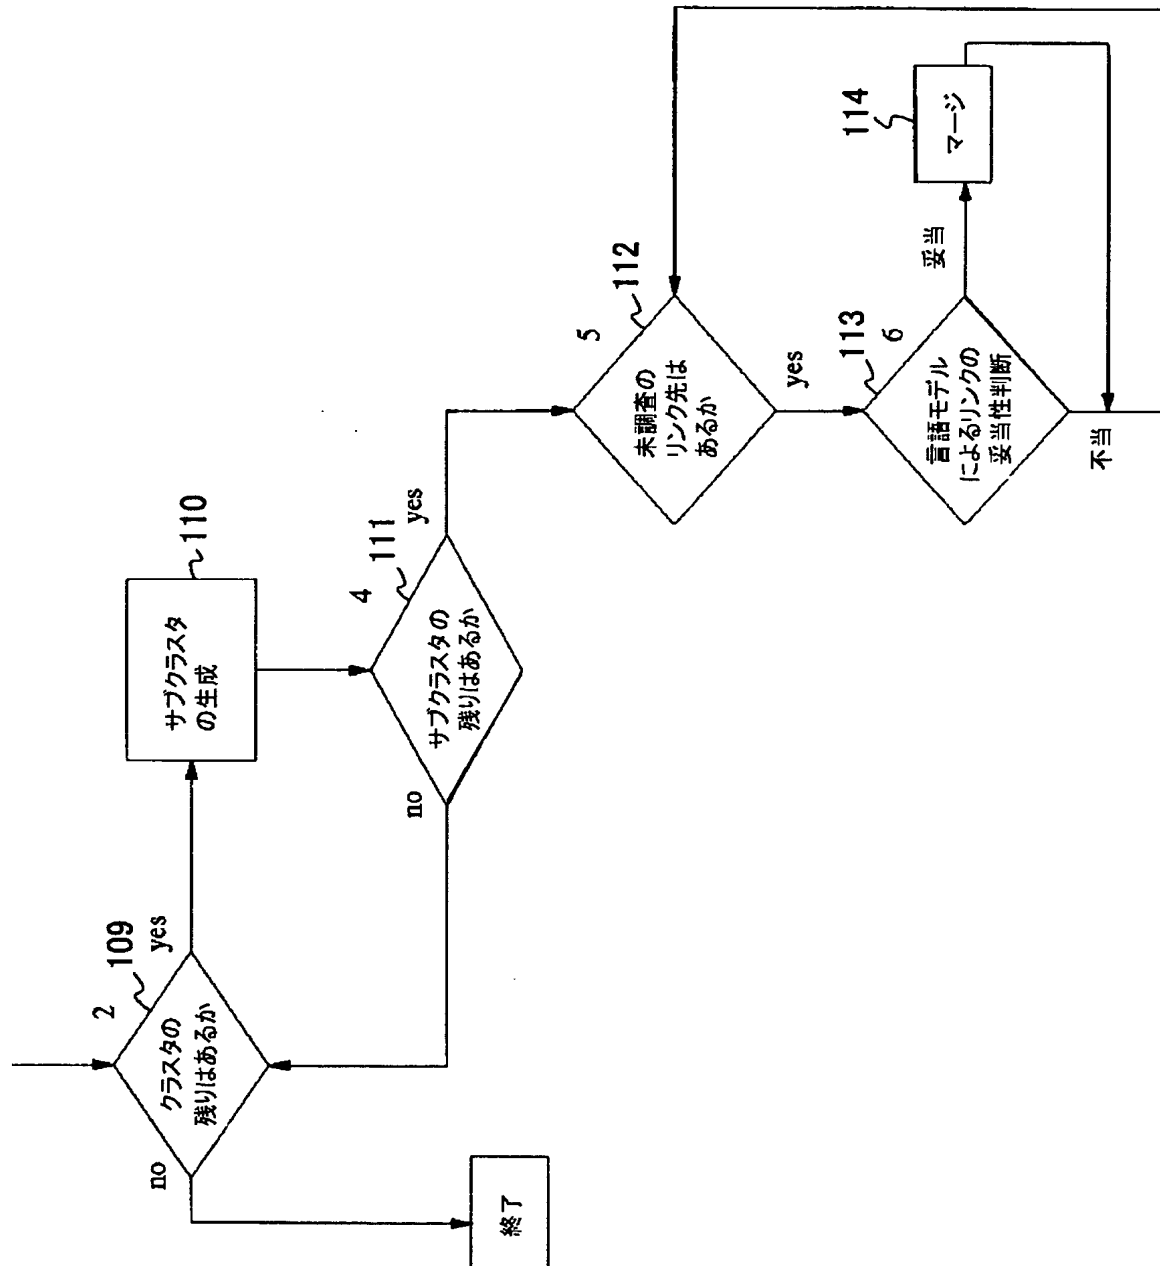 2
109
クラスタの
残りはあるか
yes
no
終了
110
サブクラスタ
の生成
4
111
サブクラスタの
残りはあるか
yes
no
5
112
未調査の
リンク先は
あるか
yes
6
113
言語モデル
によるリンクの
妥当性判断
妥当
不当
114
マージ